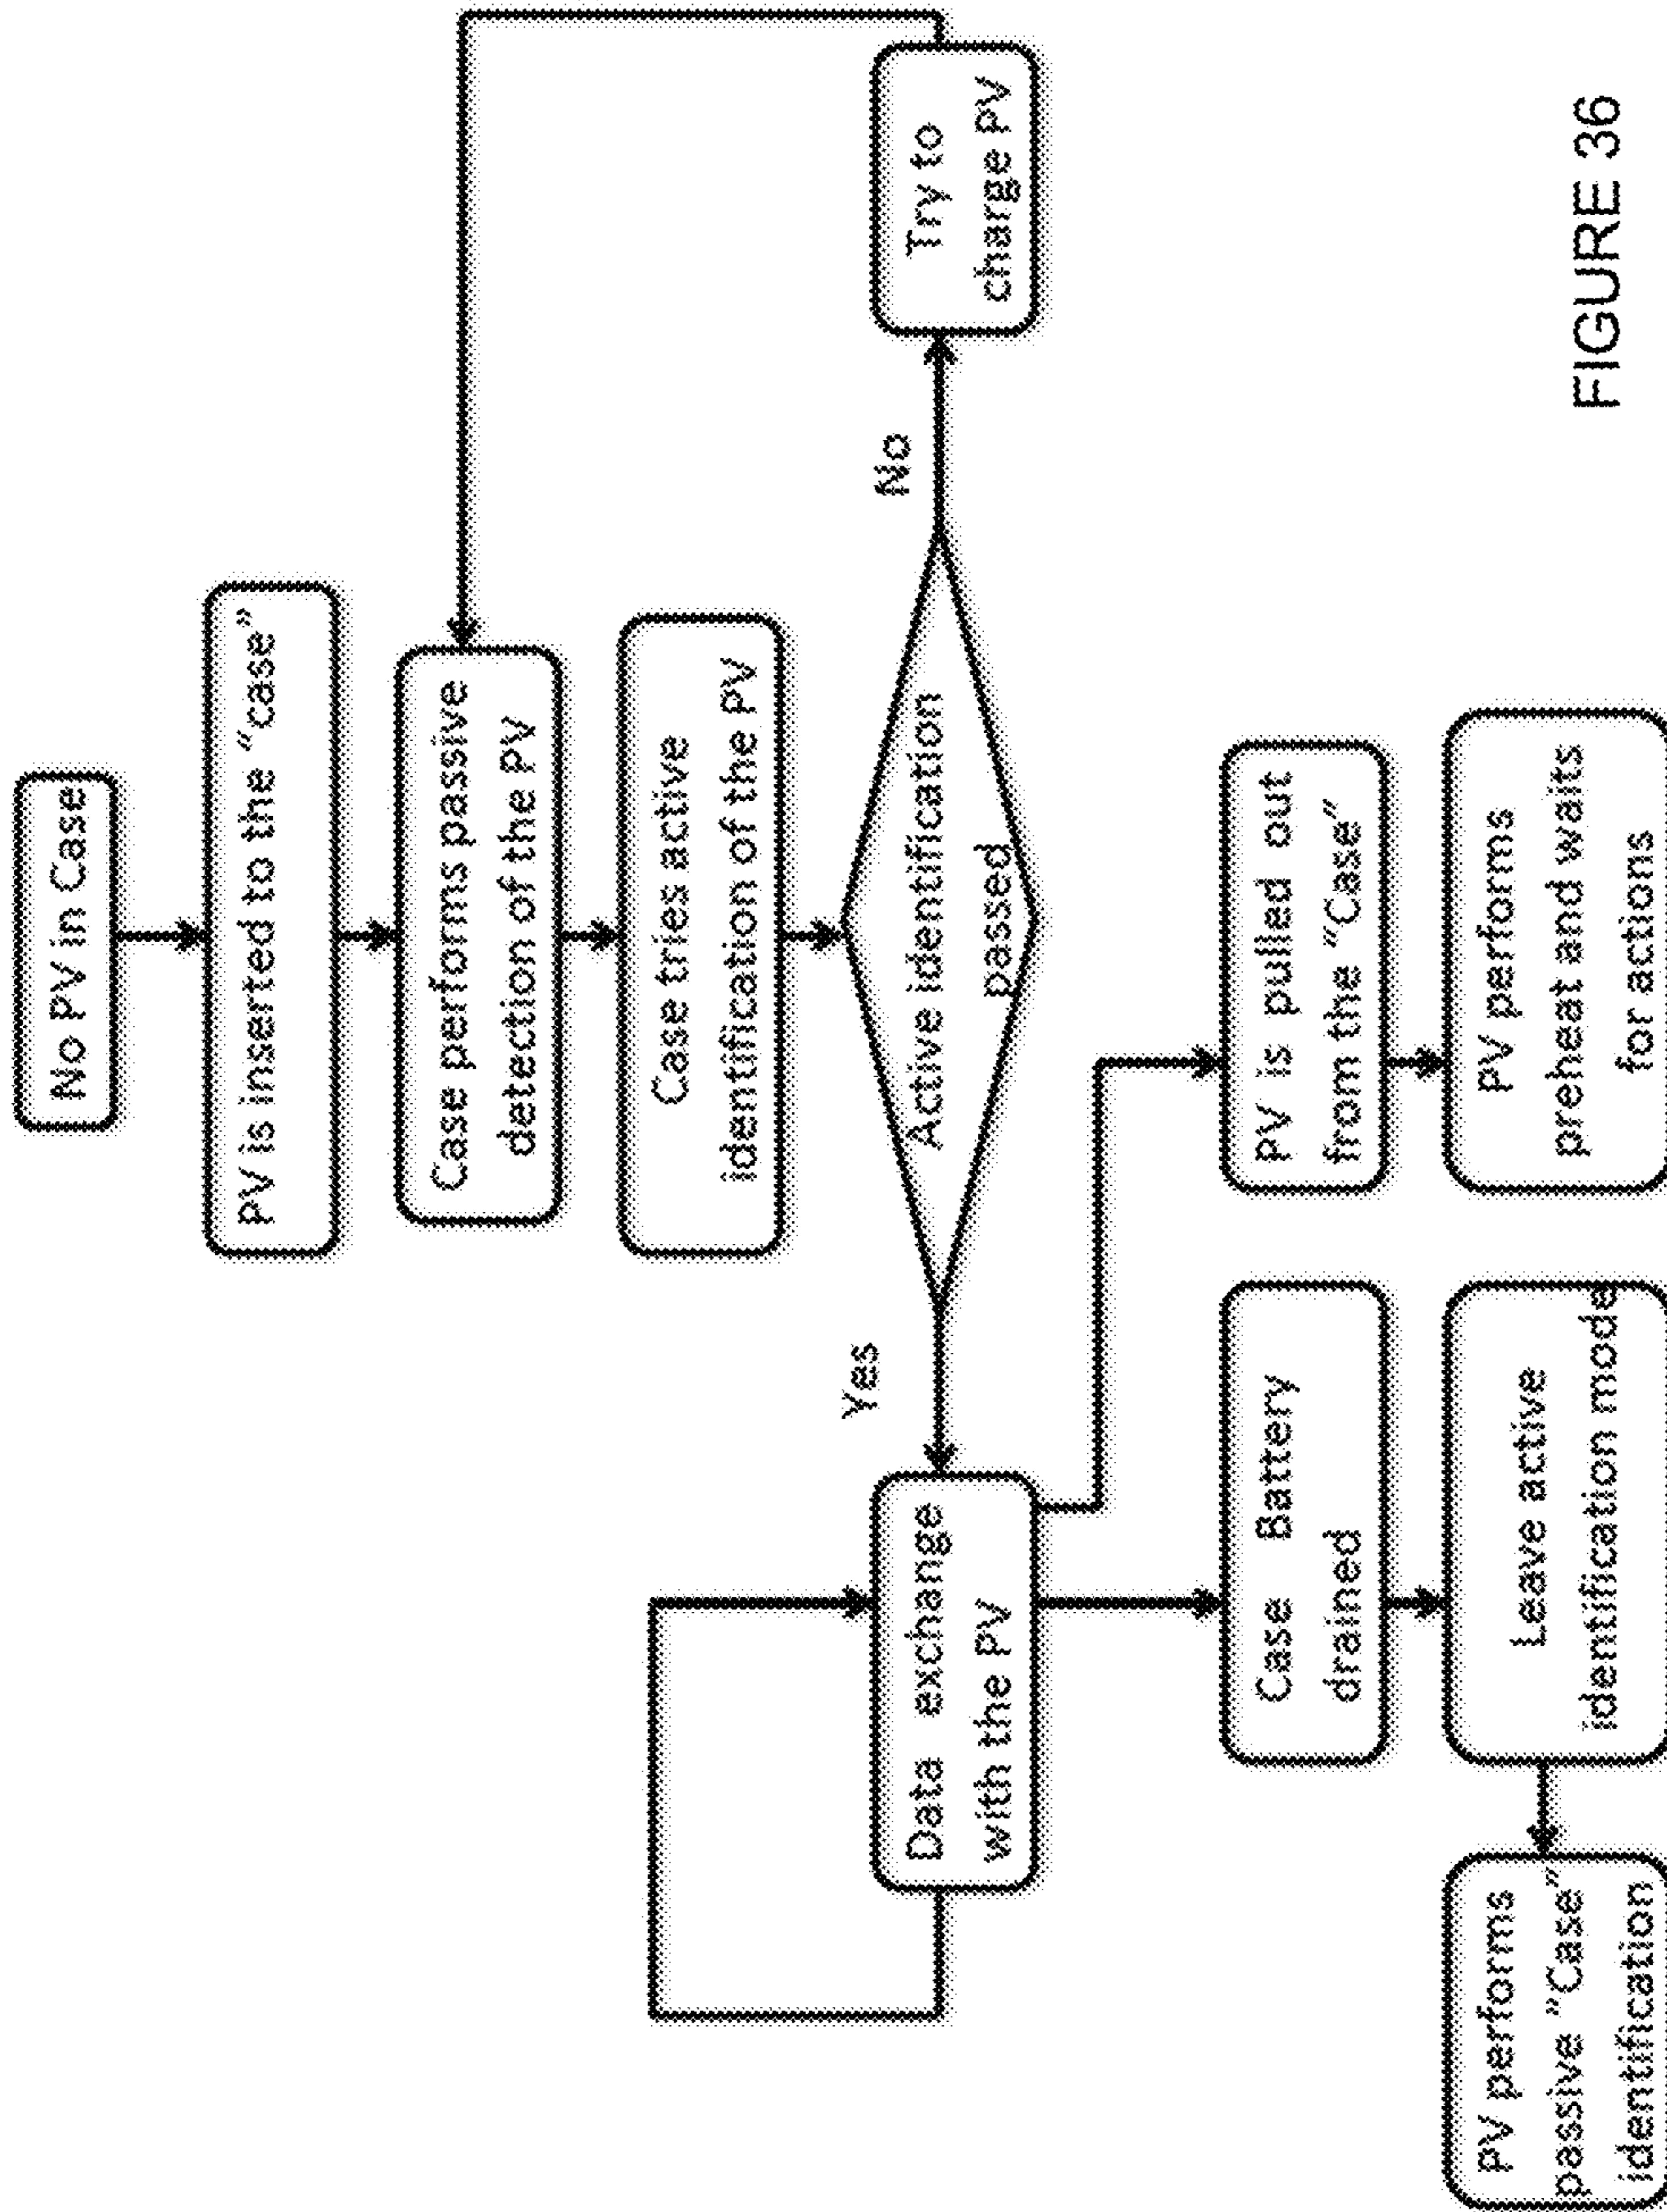 No PV in Case
PV is inserted to the “case”
Case performs passive
detection of the PV
Case tries active
identification of the PV
Active identification
passed
Yes
No
Try to
charge PV
Data exchange
with the PV
Case Battery
drained
PV is pulled out
from the “Case”
Leave active
identification mode
PV performs
preheat and waits
for actions
PV performs
passive “Case”
identification
FIGURE 36